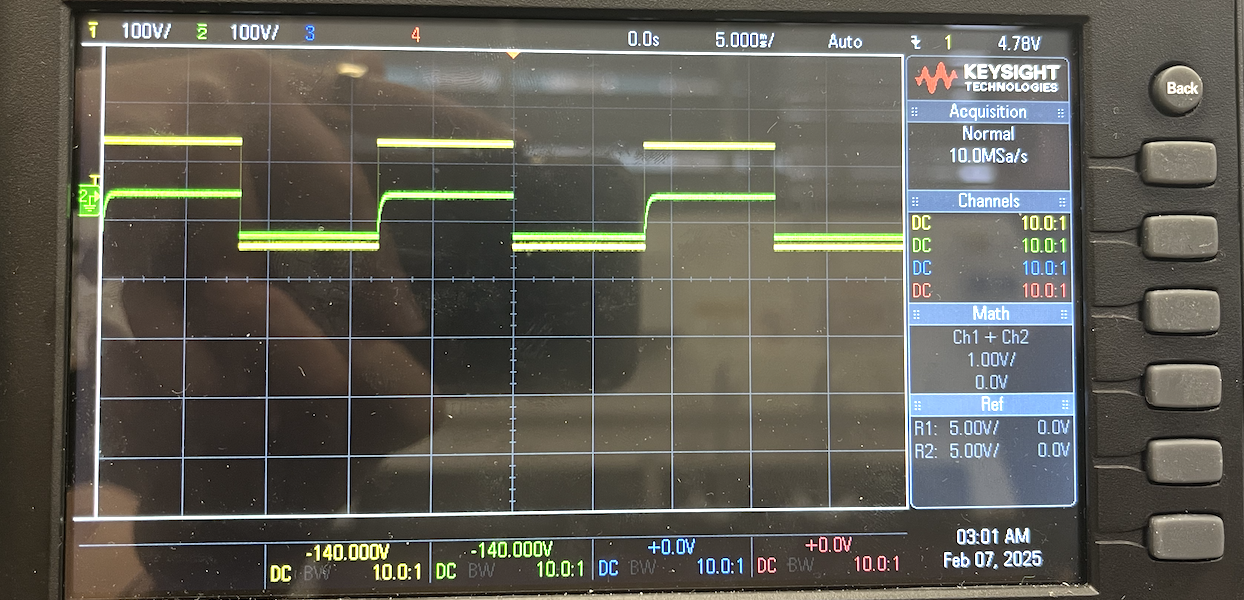 1 100V/ 2 100V/ 3 4 0.0s 5.000ms/ Auto 1 4.78V
KEYSIGHT
TECHNOLOGIES
Acquisition
Normal
10.0MSa/s
Channels
DC 10.0:1
DC 10.0:1
DC 10.0:1
DC 10.0:1
Math
Ch1 + Ch2
1.00V/
0.0V
Ref
R1: 5.00V/ 0.0V
R2: 5.00V/ 0.0V
Back
T
2
-140.000V -140.000V +0.0V +0.0V
DC BW 10.0:1 DC BW 10.0:1 DC BW 10.0:1 DC BW 10.0:1
03:01 AM
Feb 07, 2025